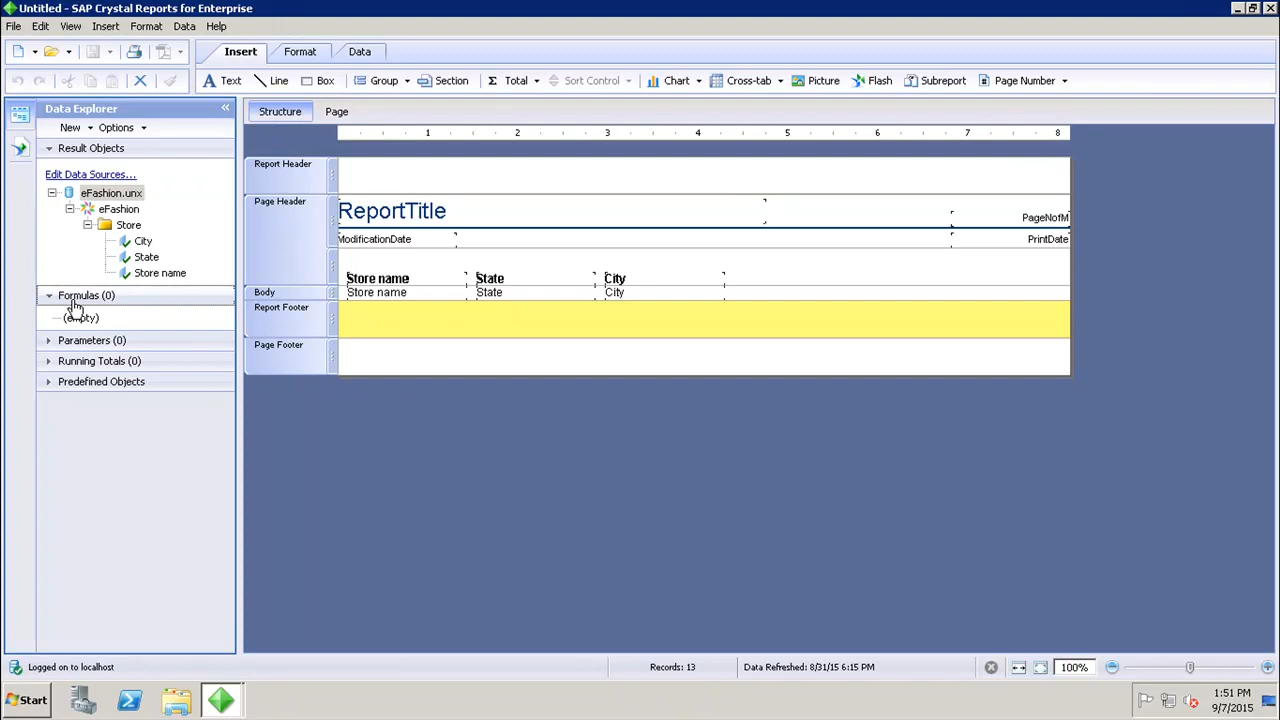 Untitled - SAP Crystal Reports for Enterprise
File Edit View Insert Format Data Help
Insert Format Data
Text Line Box Group Section Σ Total Sort Control Chart Cross-tab Picture Flash Subreport Page Number
Data Explorer
New Options
Result Objects
Edit Data Sources...
eFashion.unx
eFashion
Store
City
State
Store name
Formulas (0)
(empty)
Parameters (0)
Running Totals (0)
Predefined Objects
Structure Page
1 2 3 4 5 6 7 8
Report Header
Page Header
ReportTitle
PageNofM
ModificationDate
PrintDate
Store name State City
Body
Store name State City
Report Footer
Page Footer
Logged on to localhost
Records: 13
Data Refreshed: 8/31/15 6:15 PM
100%
Start
1:51 PM
9/7/2015